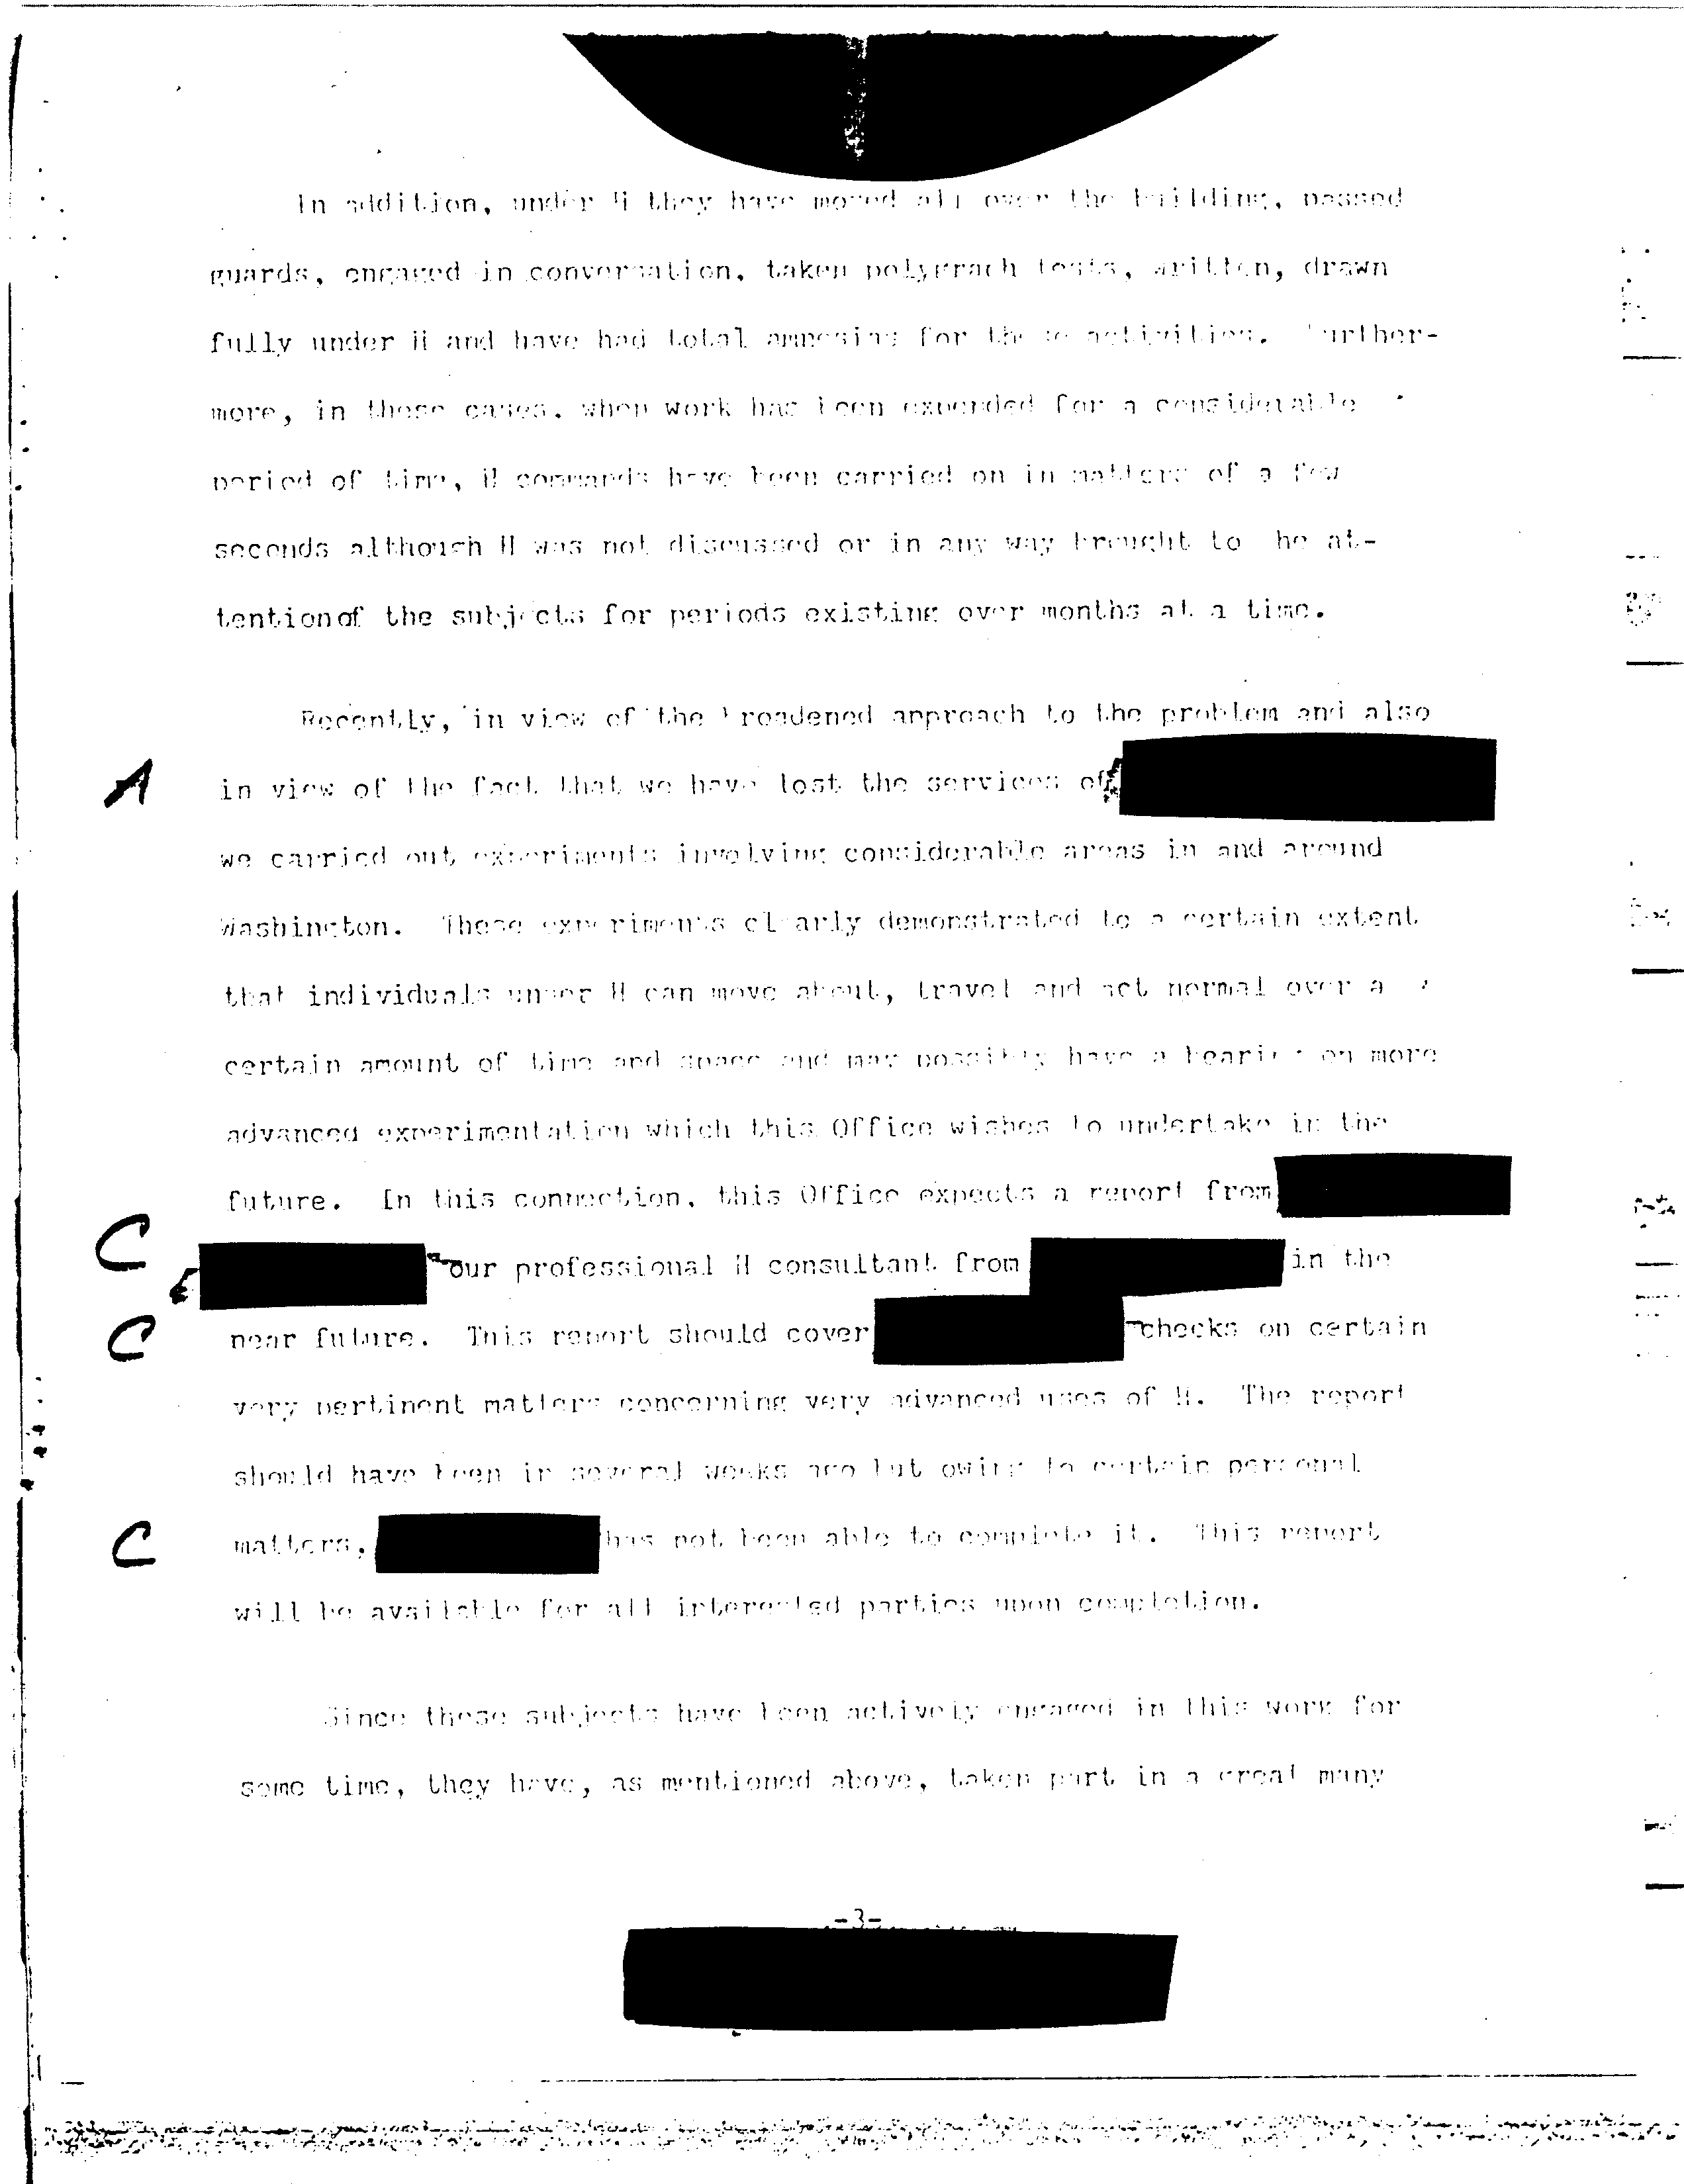 In addition, under H they have moved all over the building, passed
guards, engaged in conversation, taken polygraph tests, written, drawn
fully under H and have had total amnesias for these activities. Further-
more, in these cases, when work has been expended for a considerable
period of time, H commands have been carried on in matters of a few
seconds although H was not discussed or in any way brought to he at-
tention of the subjects for periods existing over months at a time.
Recently, in view of the broadened approach to the problem and also
A in view of the fact that we have lost the services of
we carried out experiments involving considerable areas in and around
Washington. These experiments clearly demonstrated to a certain extent
that individuals under H can move about, travel and act normal over a
certain amount of time and space and may possibly have a bearing on more
advanced experimentation which this Office wishes to undertake in the
future. In this connection, this Office expects a report from
C our professional H consultant from in the
C near future. This report should cover checks on certain
very pertinent matters concerning very advanced uses of H. The report
should have been in several weeks ago but owing to certain personal
C matters, has not been able to complete it. This report
will be available for all interested parties upon completion.
Since these subjects have been actively engaged in this work for
some time, they have, as mentioned above, taken part in a great many
-3-